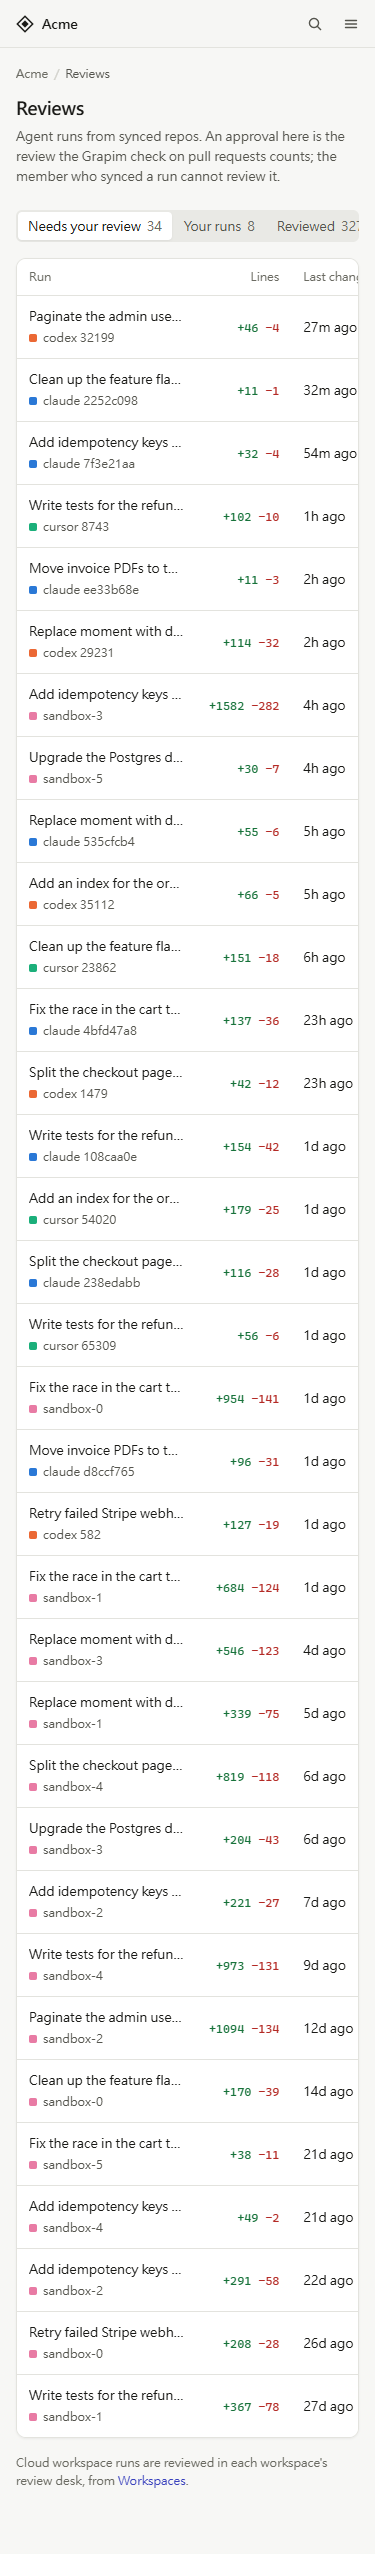 Acme
Acme / Reviews
Reviews
Agent runs from synced repos. An approval here is the
review the Grapim check on pull requests counts; the
member who synced a run cannot review it.
Needs your review 34 Your runs 8 Reviewed 327
Run Lines Last chang
Paginate the admin use...
codex 32199 +46 −4 27m ago
Clean up the feature fla...
claude 2252c098 +11 −1 32m ago
Add idempotency keys ...
claude 7f3e21aa +32 −4 54m ago
Write tests for the refun...
cursor 8743 +102 −10 1h ago
Move invoice PDFs to t...
claude ee33b68e +11 −3 2h ago
Replace moment with d...
codex 29231 +114 −32 2h ago
Add idempotency keys ...
sandbox-3 +1582 −282 4h ago
Upgrade the Postgres d...
sandbox-5 +30 −7 4h ago
Replace moment with d...
claude 535cfcb4 +55 −6 5h ago
Add an index for the or...
codex 35112 +66 −5 5h ago
Clean up the feature fla...
cursor 23862 +151 −18 6h ago
Fix the race in the cart t...
claude 4bfd47a8 +137 −36 23h ago
Split the checkout page...
codex 1479 +42 −12 23h ago
Write tests for the refun...
claude 108caa0e +154 −42 1d ago
Add an index for the or...
cursor 54020 +179 −25 1d ago
Split the checkout page...
claude 238edabb +116 −28 1d ago
Write tests for the refun...
cursor 65309 +56 −6 1d ago
Fix the race in the cart t...
sandbox-0 +954 −141 1d ago
Move invoice PDFs to t...
claude d8ccf765 +96 −31 1d ago
Retry failed Stripe webh...
codex 582 +127 −19 1d ago
Fix the race in the cart t...
sandbox-1 +684 −124 1d ago
Replace moment with d...
sandbox-3 +546 −123 4d ago
Replace moment with d...
sandbox-1 +339 −75 5d ago
Split the checkout page...
sandbox-4 +819 −118 6d ago
Upgrade the Postgres d...
sandbox-3 +204 −43 6d ago
Add idempotency keys ...
sandbox-2 +221 −27 7d ago
Write tests for the refun...
sandbox-4 +973 −131 9d ago
Paginate the admin use...
sandbox-2 +1094 −134 12d ago
Clean up the feature fla...
sandbox-0 +170 −39 14d ago
Fix the race in the cart t...
sandbox-5 +38 −11 21d ago
Add idempotency keys ...
sandbox-4 +49 −2 21d ago
Add idempotency keys ...
sandbox-2 +291 −58 22d ago
Retry failed Stripe webh...
sandbox-0 +208 −28 26d ago
Write tests for the refun...
sandbox-1 +367 −78 27d ago
Cloud workspace runs are reviewed in each workspace's
review desk, from Workspaces.